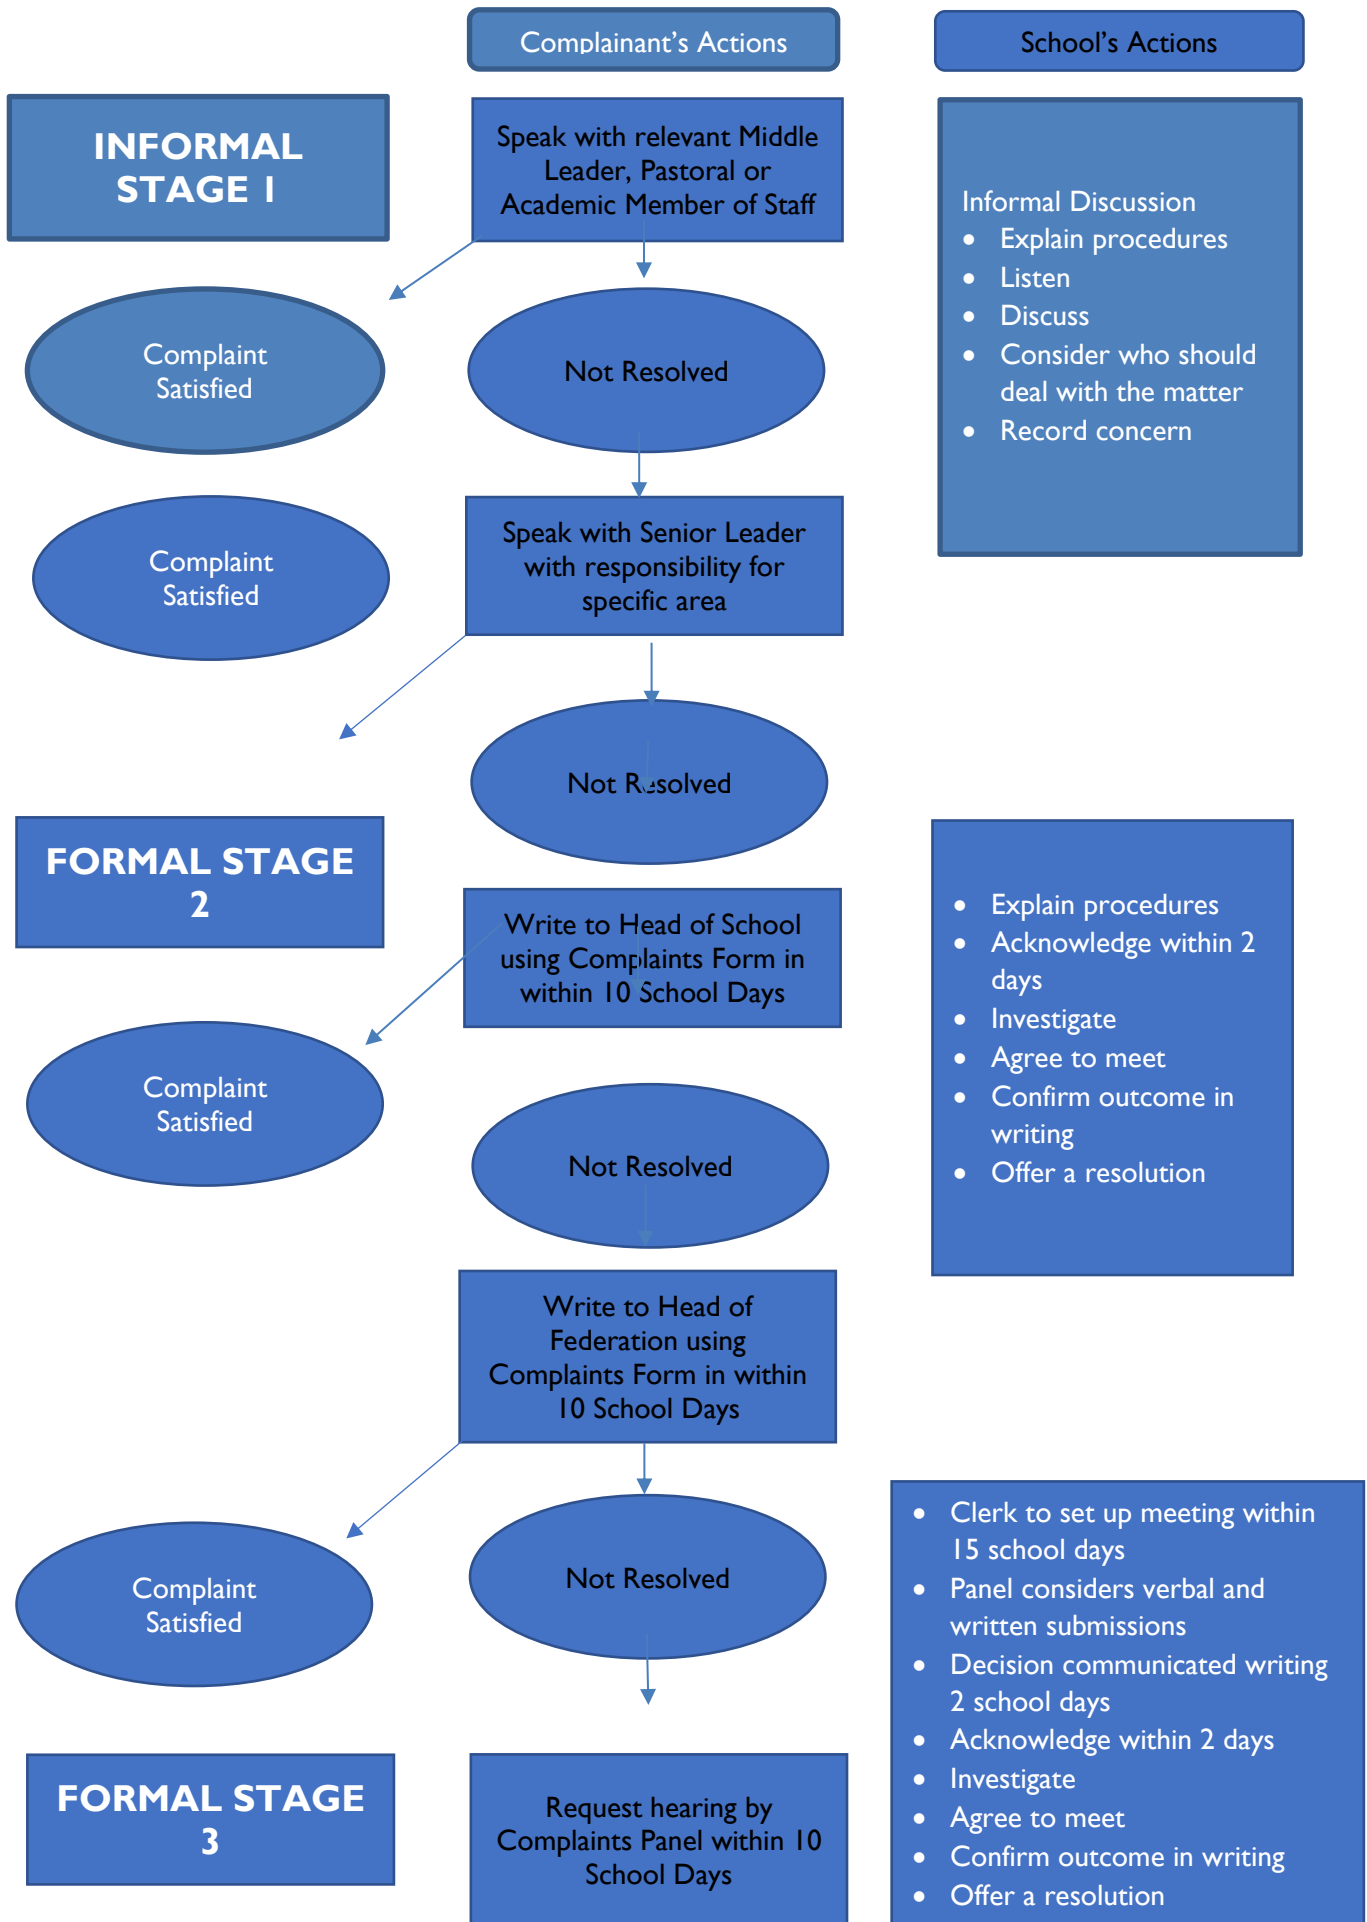 Complainant's Actions
School's Actions
INFORMAL
STAGE 1
Speak with relevant Middle
Leader, Pastoral or
Academic Member of Staff
Informal Discussion
• Explain procedures
• Listen
• Discuss
• Consider who should
deal with the matter
• Record concern
Complaint
Satisfied
Not Resolved
Complaint
Satisfied
Speak with Senior Leader
with responsibility for
specific area
Not Resolved
FORMAL STAGE
2
Write to Head of School
using Complaints Form in
within 10 School Days
• Explain procedures
• Acknowledge within 2
days
• Investigate
• Agree to meet
• Confirm outcome in
writing
• Offer a resolution
Complaint
Satisfied
Not Resolved
Write to Head of
Federation using
Complaints Form in within
10 School Days
Complaint
Satisfied
Not Resolved
• Clerk to set up meeting within
15 school days
• Panel considers verbal and
written submissions
• Decision communicated writing
2 school days
• Acknowledge within 2 days
• Investigate
• Agree to meet
• Confirm outcome in writing
• Offer a resolution
FORMAL STAGE
3
Request hearing by
Complaints Panel within 10
School Days